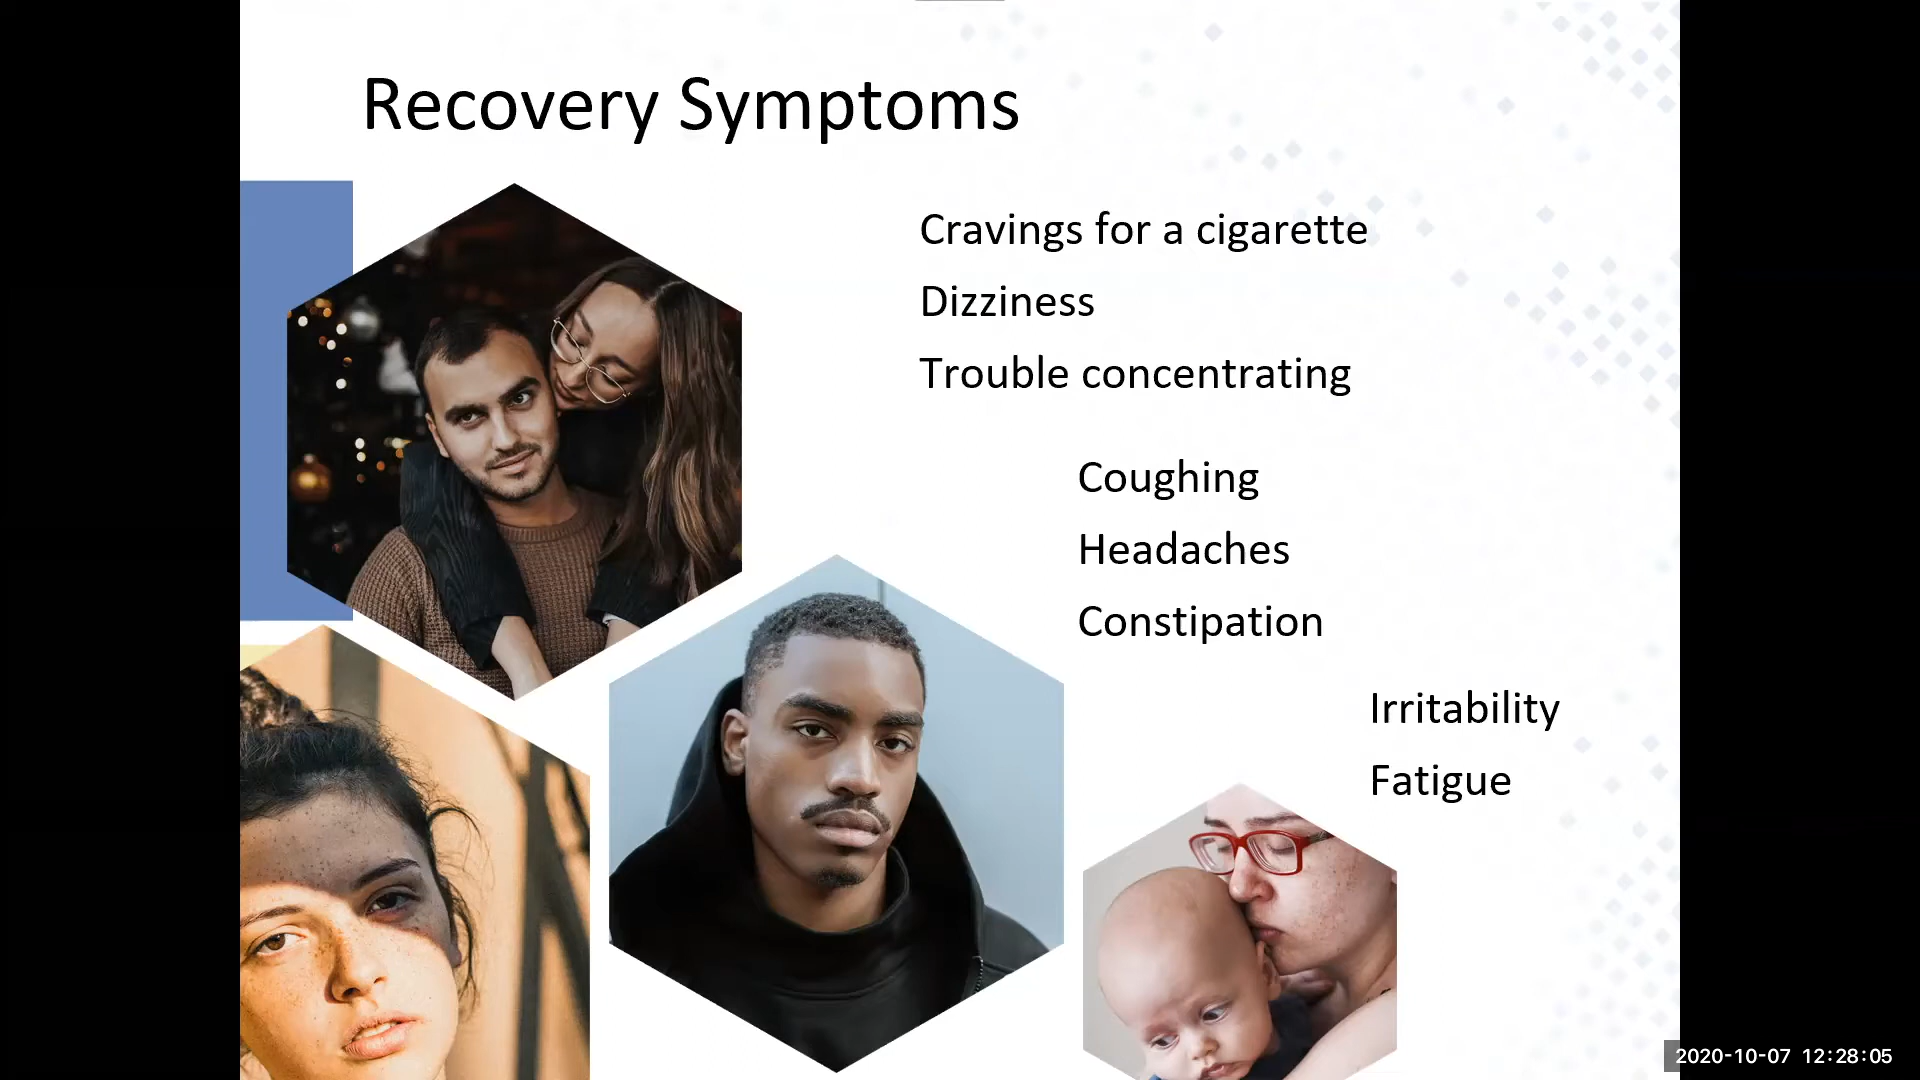 Recovery Symptoms
Cravings for a cigarette
Dizziness
Trouble concentrating
Coughing
Headaches
Constipation
Irritability
Fatigue
2020-10-07 12:28:05